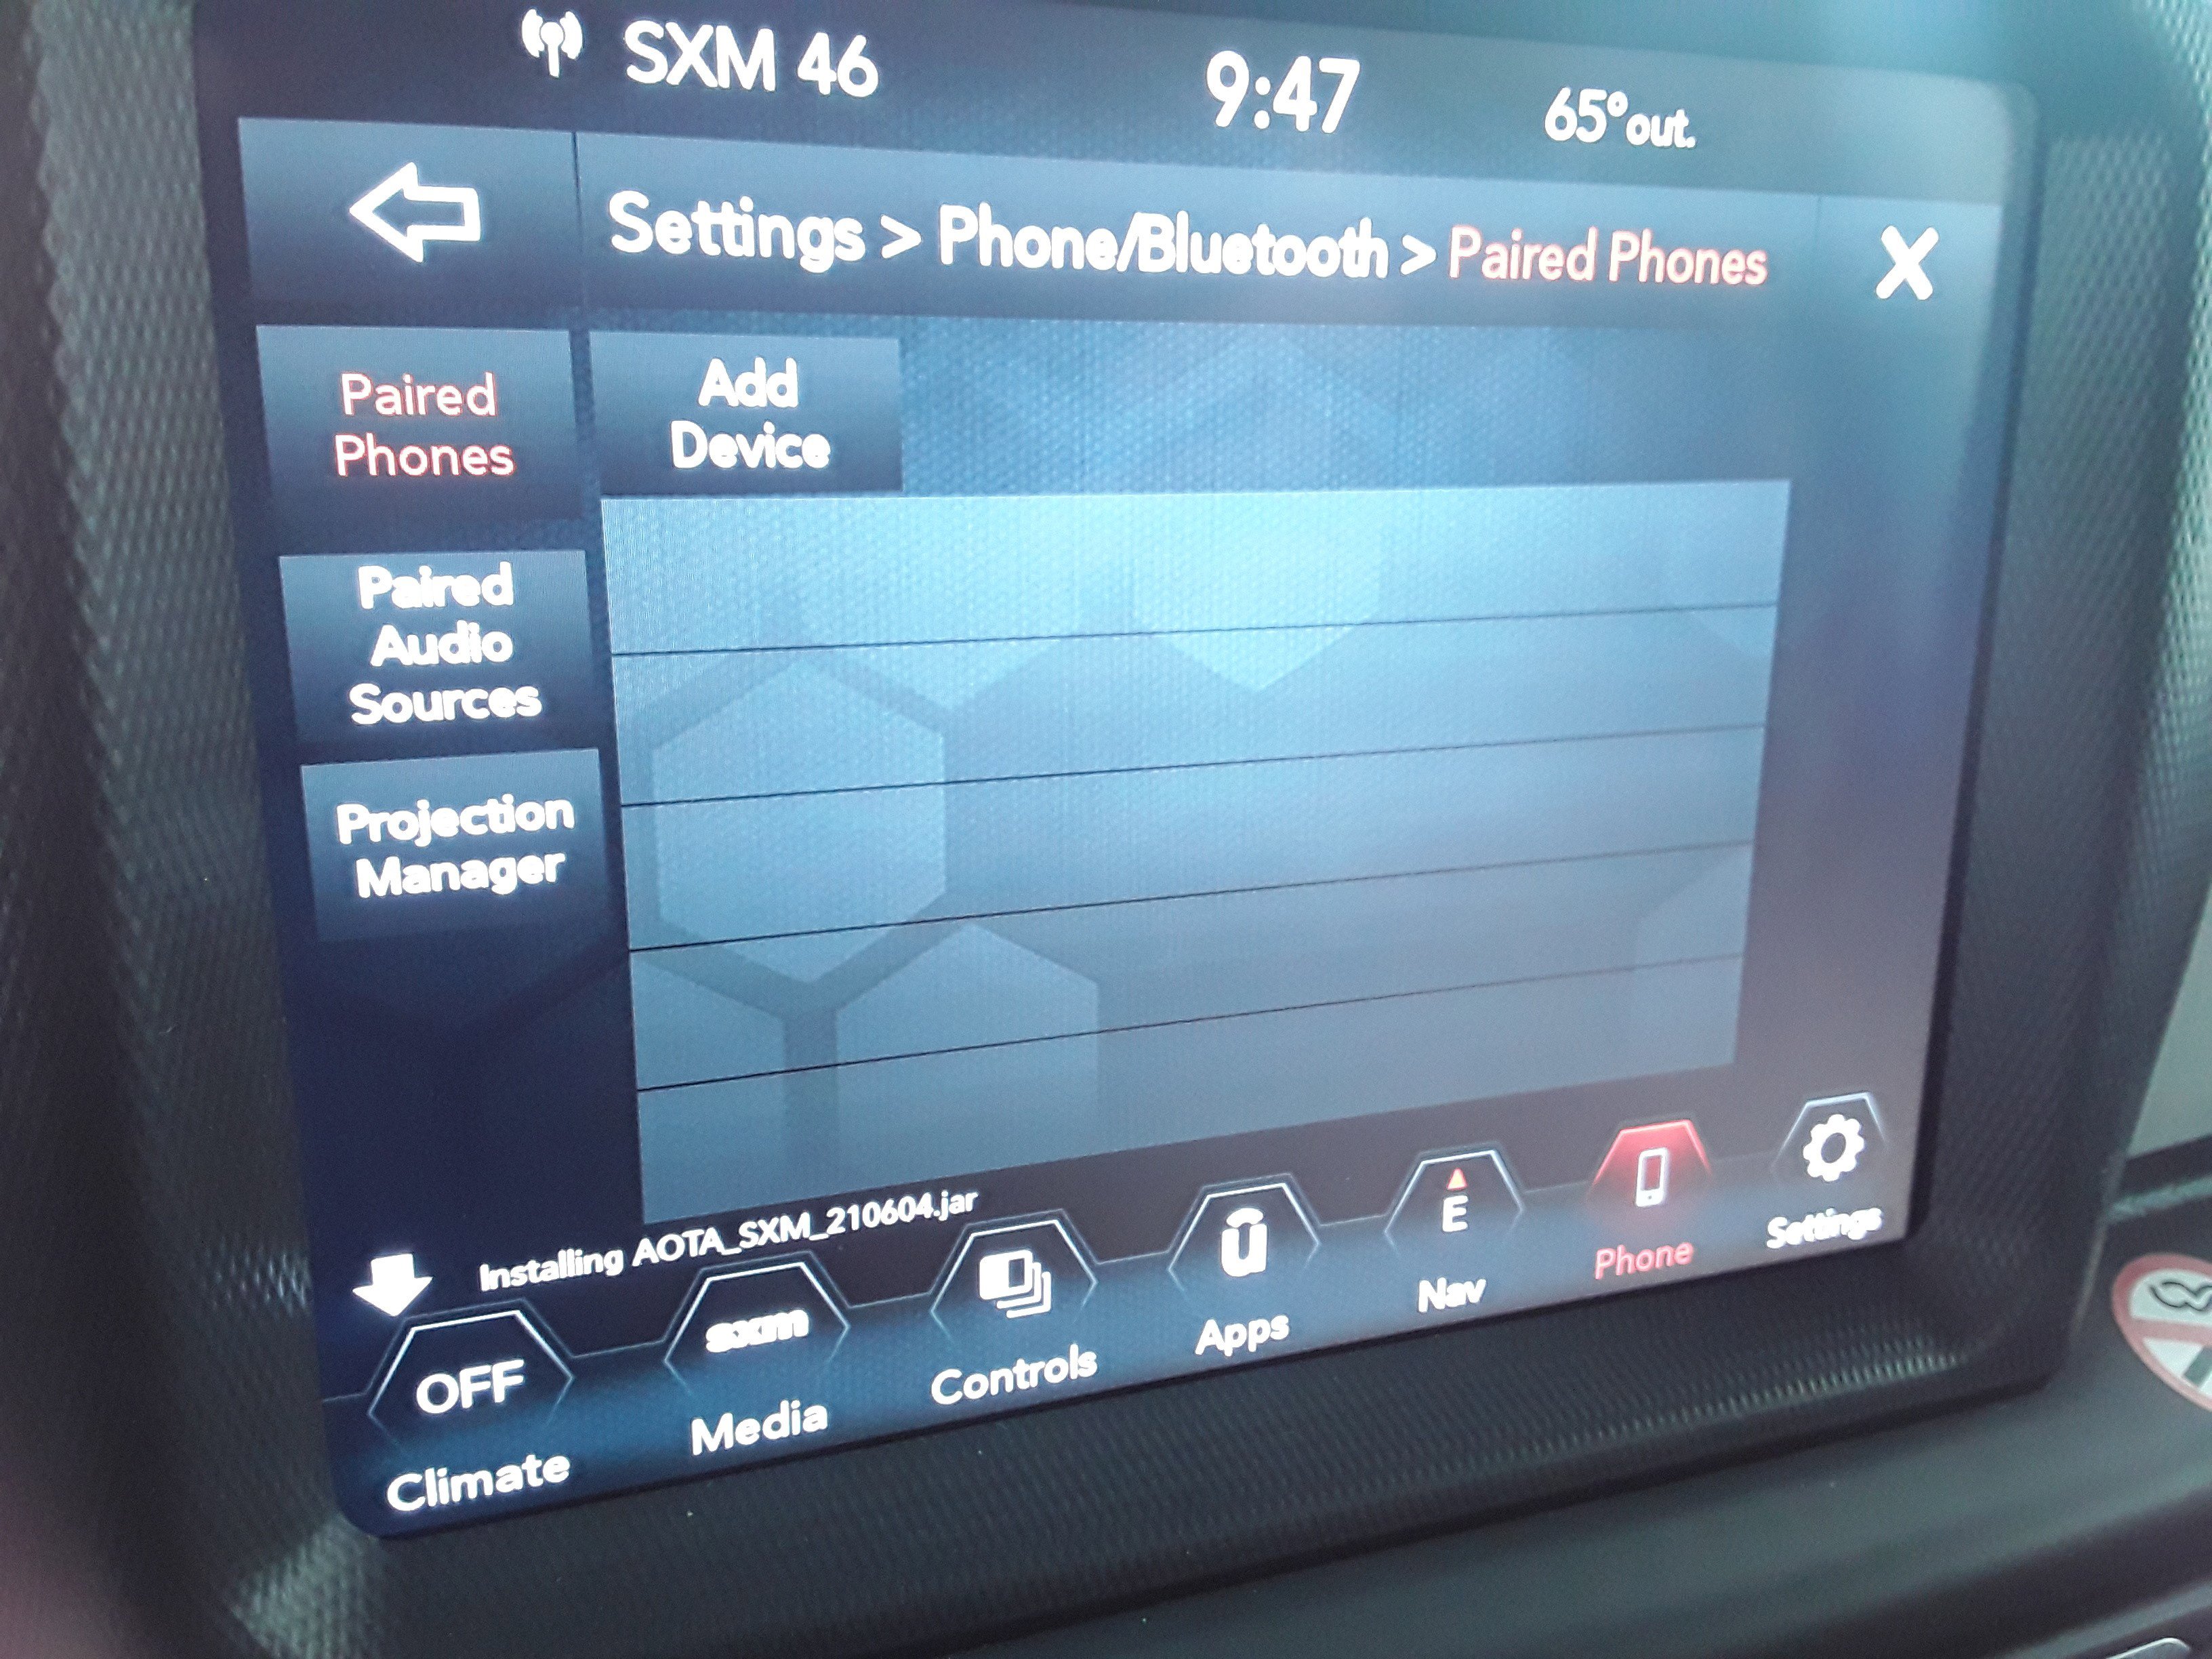 SXM 46
9:47
65°out.
Settings > Phone/Bluetooth > Paired Phones
X
Paired
Phones
Add
Device
Paired
Audio
Sources
Projection
Manager
Installing AOTA_SXM_210604.jar
OFF
Climate
sxm
Media
Controls
ū
Apps
E
Nav
Phone
Settings